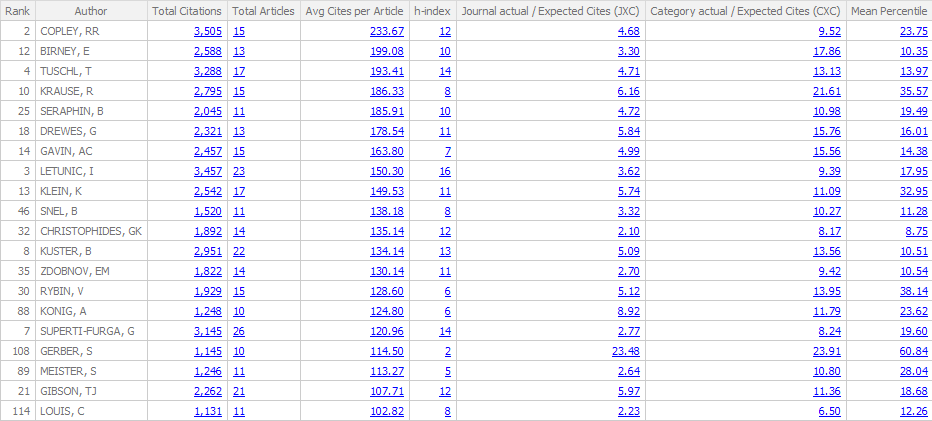 Rank Author Total Citations Total Articles Avg Cites per Article h-index Journal actual / Expected Cites (JXC) Category actual / Expected Cites (CXC) Mean Percentile
2 COPLEY, RR 3,505 15 233.67 12 4.68 9.52 23.75
12 BIRNEY, E 2,588 13 199.08 10 3.30 17.86 10.35
4 TUSCHL, T 3,288 17 193.41 14 4.71 13.13 13.97
10 KRAUSE, R 2,795 15 186.33 8 6.16 21.61 35.57
25 SERAPHIN, B 2,045 11 185.91 10 4.72 10.98 19.49
18 DREWES, G 2,321 13 178.54 11 5.84 15.76 16.01
14 GAVIN, AC 2,457 15 163.80 7 4.99 15.56 14.38
3 LETUNIC, I 3,457 23 150.30 16 3.62 9.39 17.95
13 KLEIN, K 2,542 17 149.53 11 5.74 11.09 32.95
46 SNEL, B 1,520 11 138.18 8 3.32 10.27 11.28
32 CHRISTOPHIDES, GK 1,892 14 135.14 12 2.10 8.17 8.75
8 KUSTER, B 2,951 22 134.14 13 5.09 13.56 10.51
35 ZDOBNOV, EM 1,822 14 130.14 11 2.70 9.42 10.54
30 RYBIN, V 1,929 15 128.60 6 5.12 13.95 38.14
88 KONIG, A 1,248 10 124.80 6 8.92 11.79 23.62
7 SUPERTI-FURGA, G 3,145 26 120.96 14 2.77 8.24 19.60
108 GERBER, S 1,145 10 114.50 2 23.48 23.91 60.84
89 MEISTER, S 1,246 11 113.27 5 2.64 10.80 28.04
21 GIBSON, TJ 2,262 21 107.71 12 5.97 11.36 18.68
114 LOUIS, C 1,131 11 102.82 8 2.23 6.50 12.26